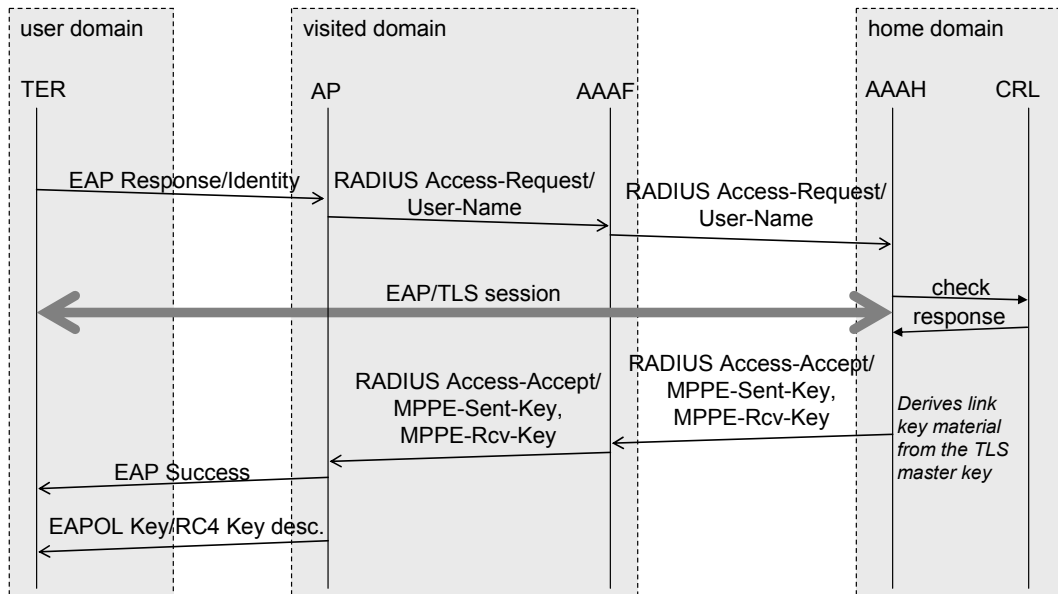 user domain
visited domain
home domain
TER
AP
AAAF
AAAH
CRL
EAP Response/Identity
RADIUS Access-Request/
User-Name
RADIUS Access-Request/
User-Name
EAP/TLS session
check
response
RADIUS Access-Accept/
MPPE-Sent-Key,
MPPE-Rcv-Key
RADIUS Access-Accept/
MPPE-Sent-Key,
MPPE-Rcv-Key
Derives link
key material
from the TLS
master key
EAP Success
EAPOL Key/RC4 Key desc.